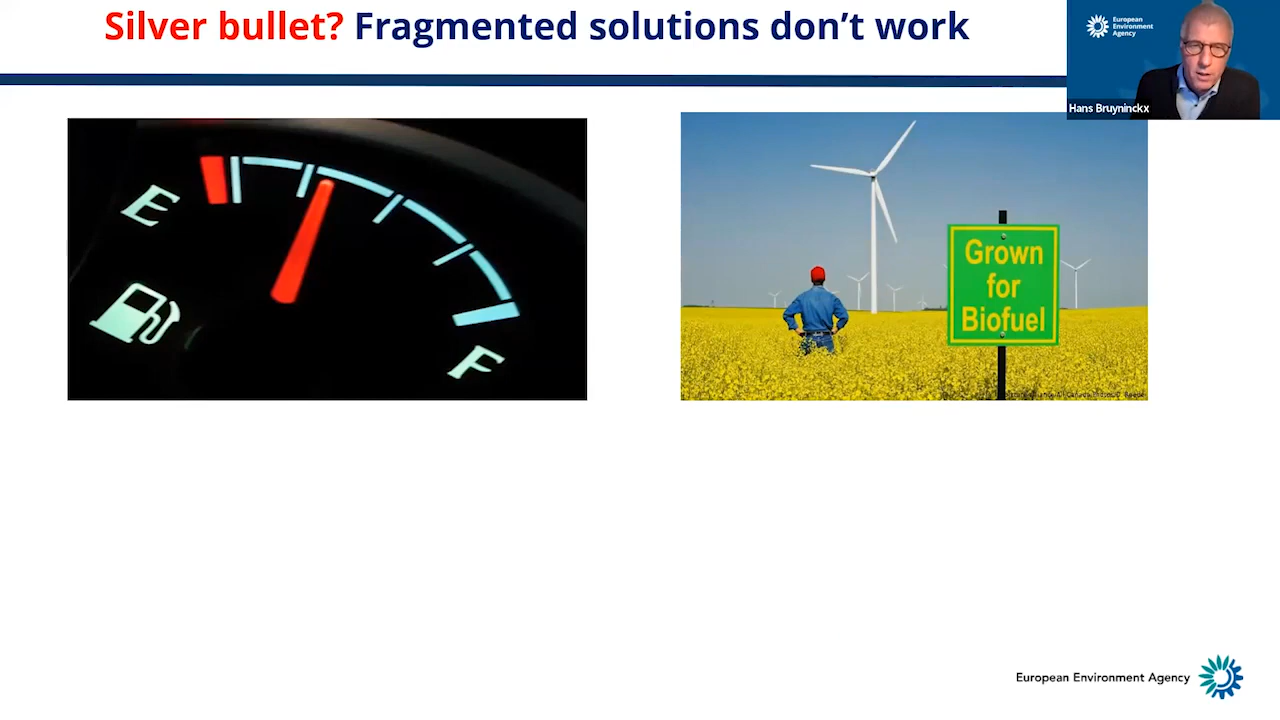 Silver bullet? Fragmented solutions don't work
European
Environment
Agency
Hans Bruyninckx
E
F
Grown
for
Biofuel
European Environment Agency